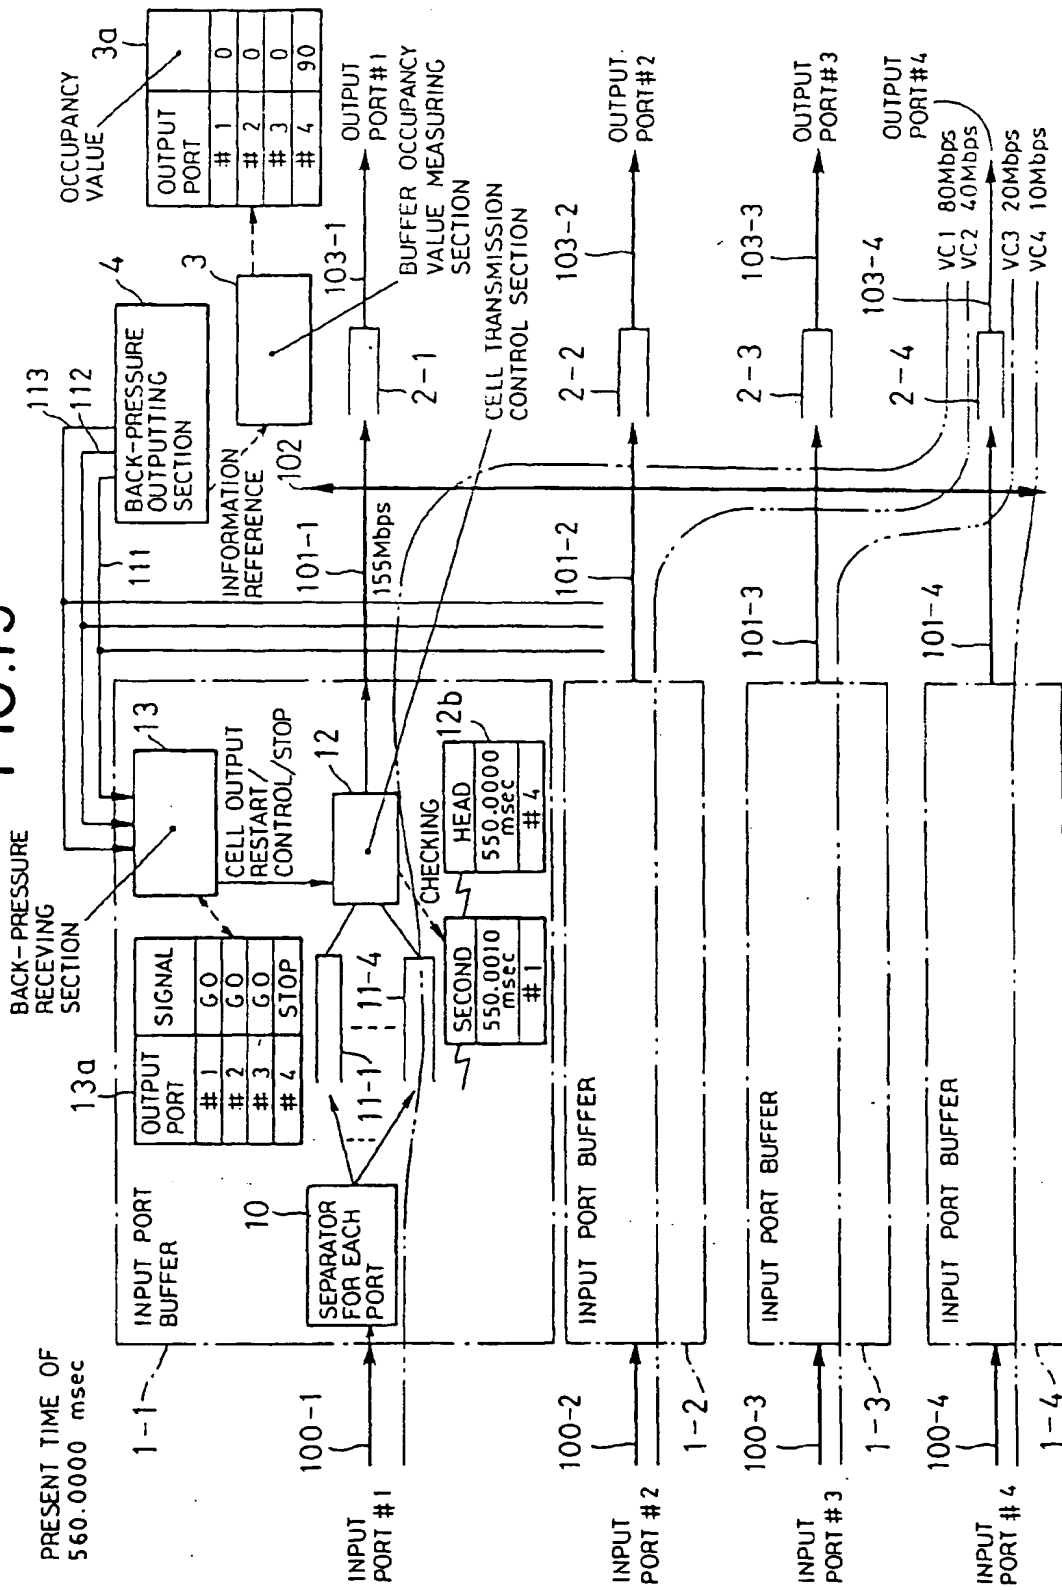 PRESENT TIME OF
560.0000 msec
1-1
INPUT PORT
BUFFER
BACK-PRESSURE
RECEVING
SECTION
13a
OUTPUT
PORT
SIGNAL
# 1 GO
# 2 GO
# 3 GO
# 4 STOP
13
CELL OUTPUT
RESTART/
CONTROL/STOP
12
10
SEPARATOR
FOR EACH
PORT
11-1
11-4
CHECKING
SECOND
550.0010
msec
# 1
HEAD
550.0000
msec
# 4
12b
100-1
INPUT
PORT #1
111
112
113
BACK-PRESSURE
OUTPUTTING
SECTION
4
INFORMATION
REFERENCE
3
OCCUPANCY
VALUE
3a
OUTPUT
PORT
# 1 0
# 2 0
# 3 0
# 4 90
102
101-1
155Mbps
2-1
103-1
OUTPUT
PORT#1
BUFFER OCCUPANCY
VALUE MEASURING
SECTION
CELL TRANSMISSION
CONTROL SECTION
INPUT
PORT #2
100-2
1-2
INPUT PORT BUFFER
101-2
2-2
103-2
OUTPUT
PORT#2
INPUT
PORT #3
100-3
1-3
INPUT PORT BUFFER
101-3
2-3
103-3
OUTPUT
PORT#3
INPUT
PORT #4
100-4
1-4
INPUT PORT BUFFER
101-4
2-4
103-4
OUTPUT
PORT#4
VC1 80Mbps
VC2 40Mbps
VC3 20Mbps
VC4 10Mbps